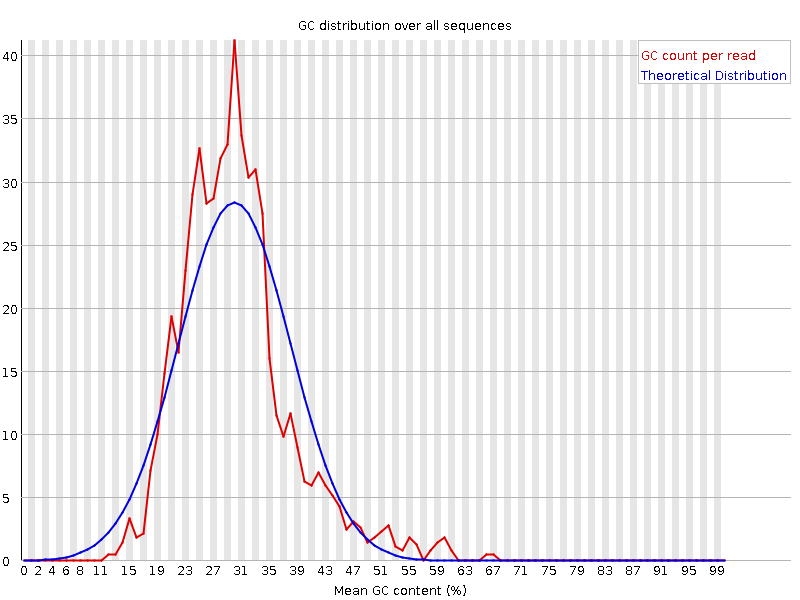 GC distribution over all sequences
GC count per read
Theoretical Distribution
40
35
30
25
20
15
10
5
0
0 2 4 6 8 11 15 19 23 27 31 35 39 43 47 51 55 59 63 67 71 75 79 83 87 91 95 99
Mean GC content (%)